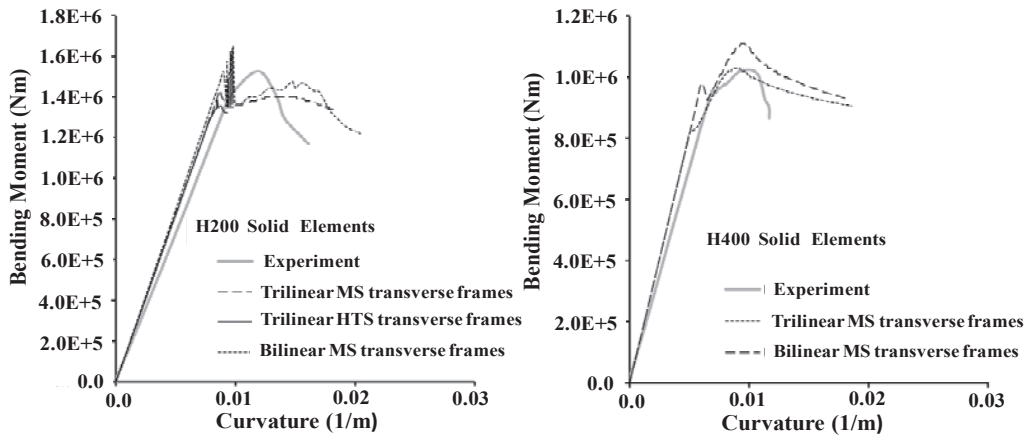 1.8E+6
1.6E+6
1.4E+6
1.2E+6
1.0E+6
8.0E+5
6.0E+5
4.0E+5
2.0E+5
0.0
Bending Moment (Nm)
H200 Solid Elements
Experiment
Trilinear MS transverse frames
Trilinear HTS transverse frames
Bilinear MS transverse frames
0.0 0.01 0.02 0.03
Curvature (1/m)
1.2E+6
1.0E+6
8.0E+5
6.0E+5
4.0E+5
2.0E+5
0.0
Bending Moment (Nm)
H400 Solid Elements
Experiment
Trilinear MS transverse frames
Bilinear MS transverse frames
0.0 0.01 0.02 0.03
Curvature (1/m)